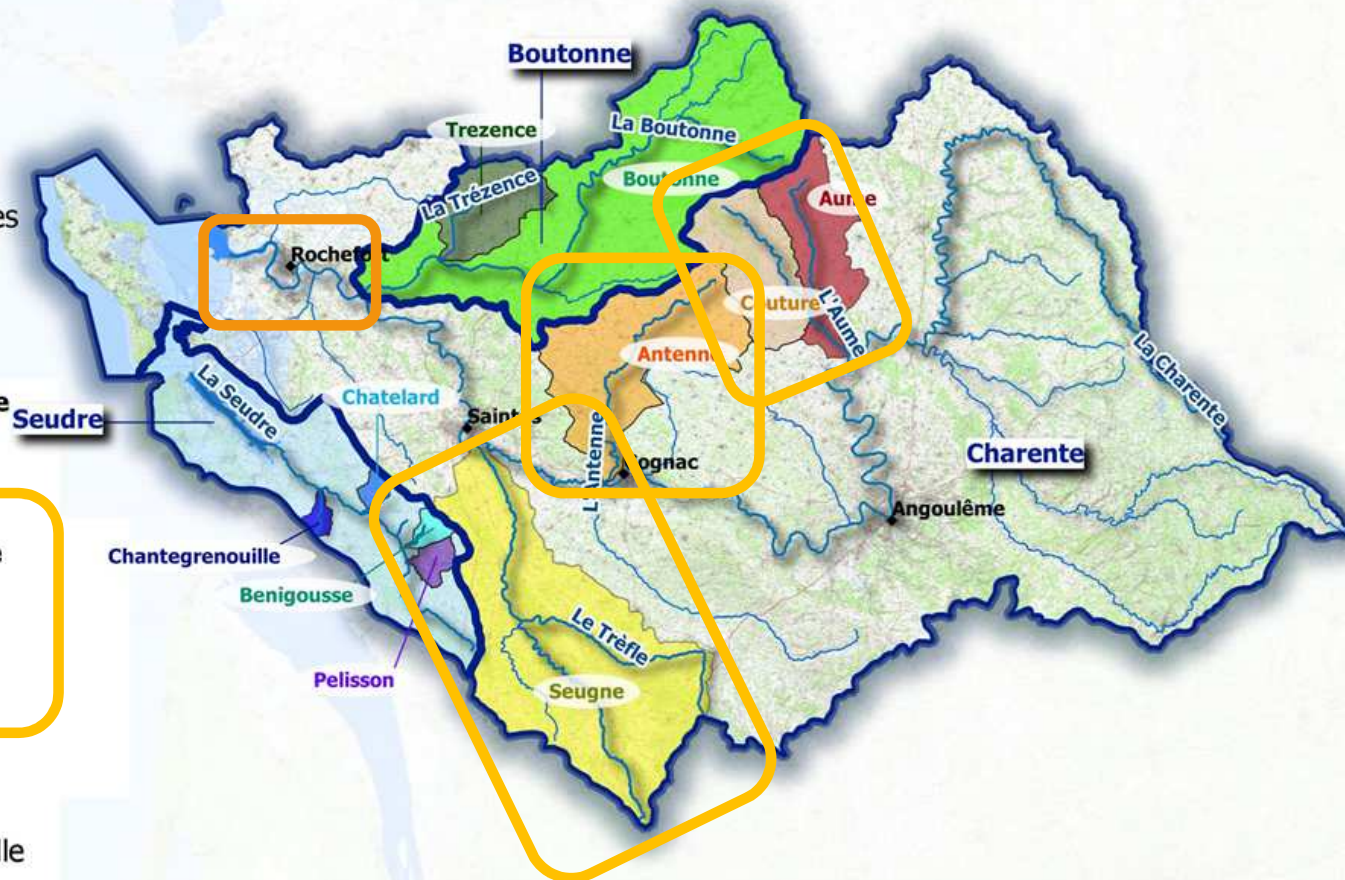 Boutonne
Trezence
La Boutonne
Boutonne
La Trézence
Aume
es
Rochefort
Couture
L'Aume
Antenne
La Charente
La Seudre
Chatelard
e
Seudre
Saintes
L'Antenne
Cognac
Charente
Angoulême
e
Chantegrenouille
Benigousse
Le Trèfle
Pelisson
Seugne
lle